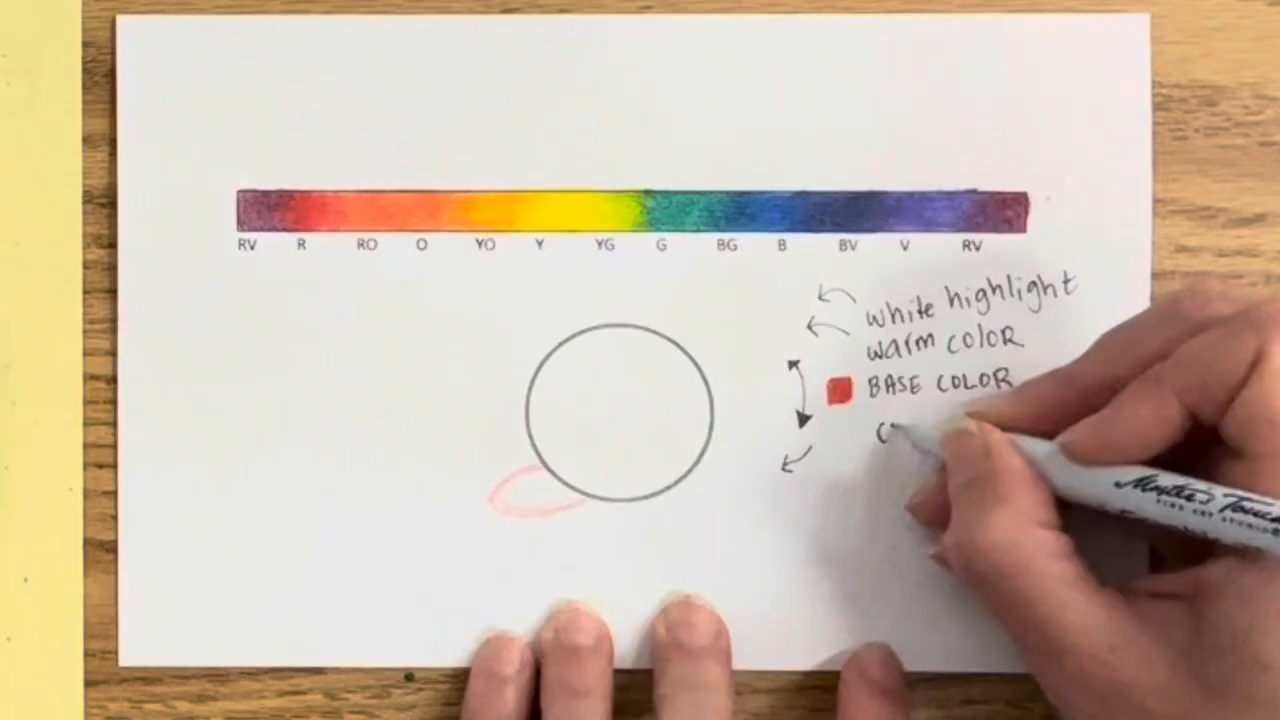 RV R RO O YO Y YG G BG B BV V RV
white highlight
warm color
BASE COLOR